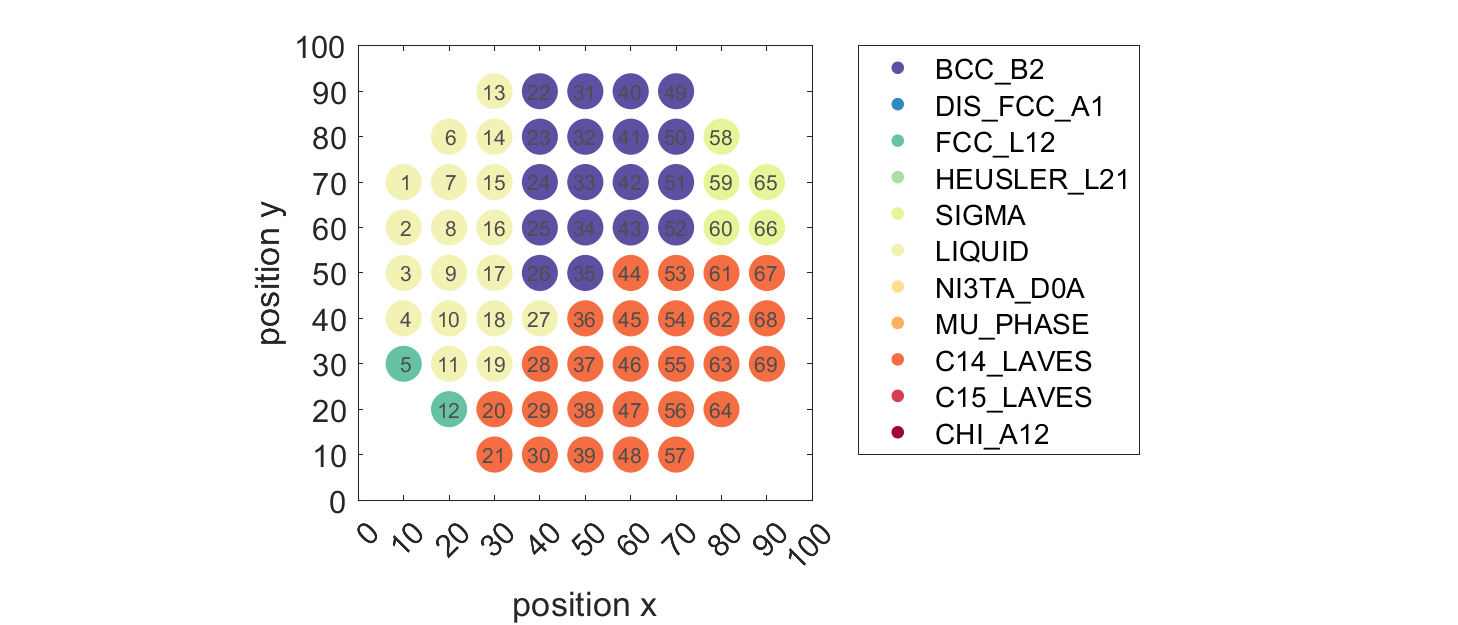 100
90
80
70
60
50
40
30
20
10
0
position y
13 22 31 40 49
6 14 23 32 41 50 58
1 7 15 24 33 42 51 59 65
2 8 16 25 34 43 52 60 66
3 9 17 26 35 44 53 61 67
4 10 18 27 36 45 54 62 68
5 11 19 28 37 46 55 63 69
12 20 29 38 47 56 64
21 30 39 48 57
0 10 20 30 40 50 60 70 80 90 100
position x
BCC_B2
DIS_FCC_A1
FCC_L12
HEUSLER_L21
SIGMA
LIQUID
NI3TA_D0A
MU_PHASE
C14_LAVES
C15_LAVES
CHI_A12